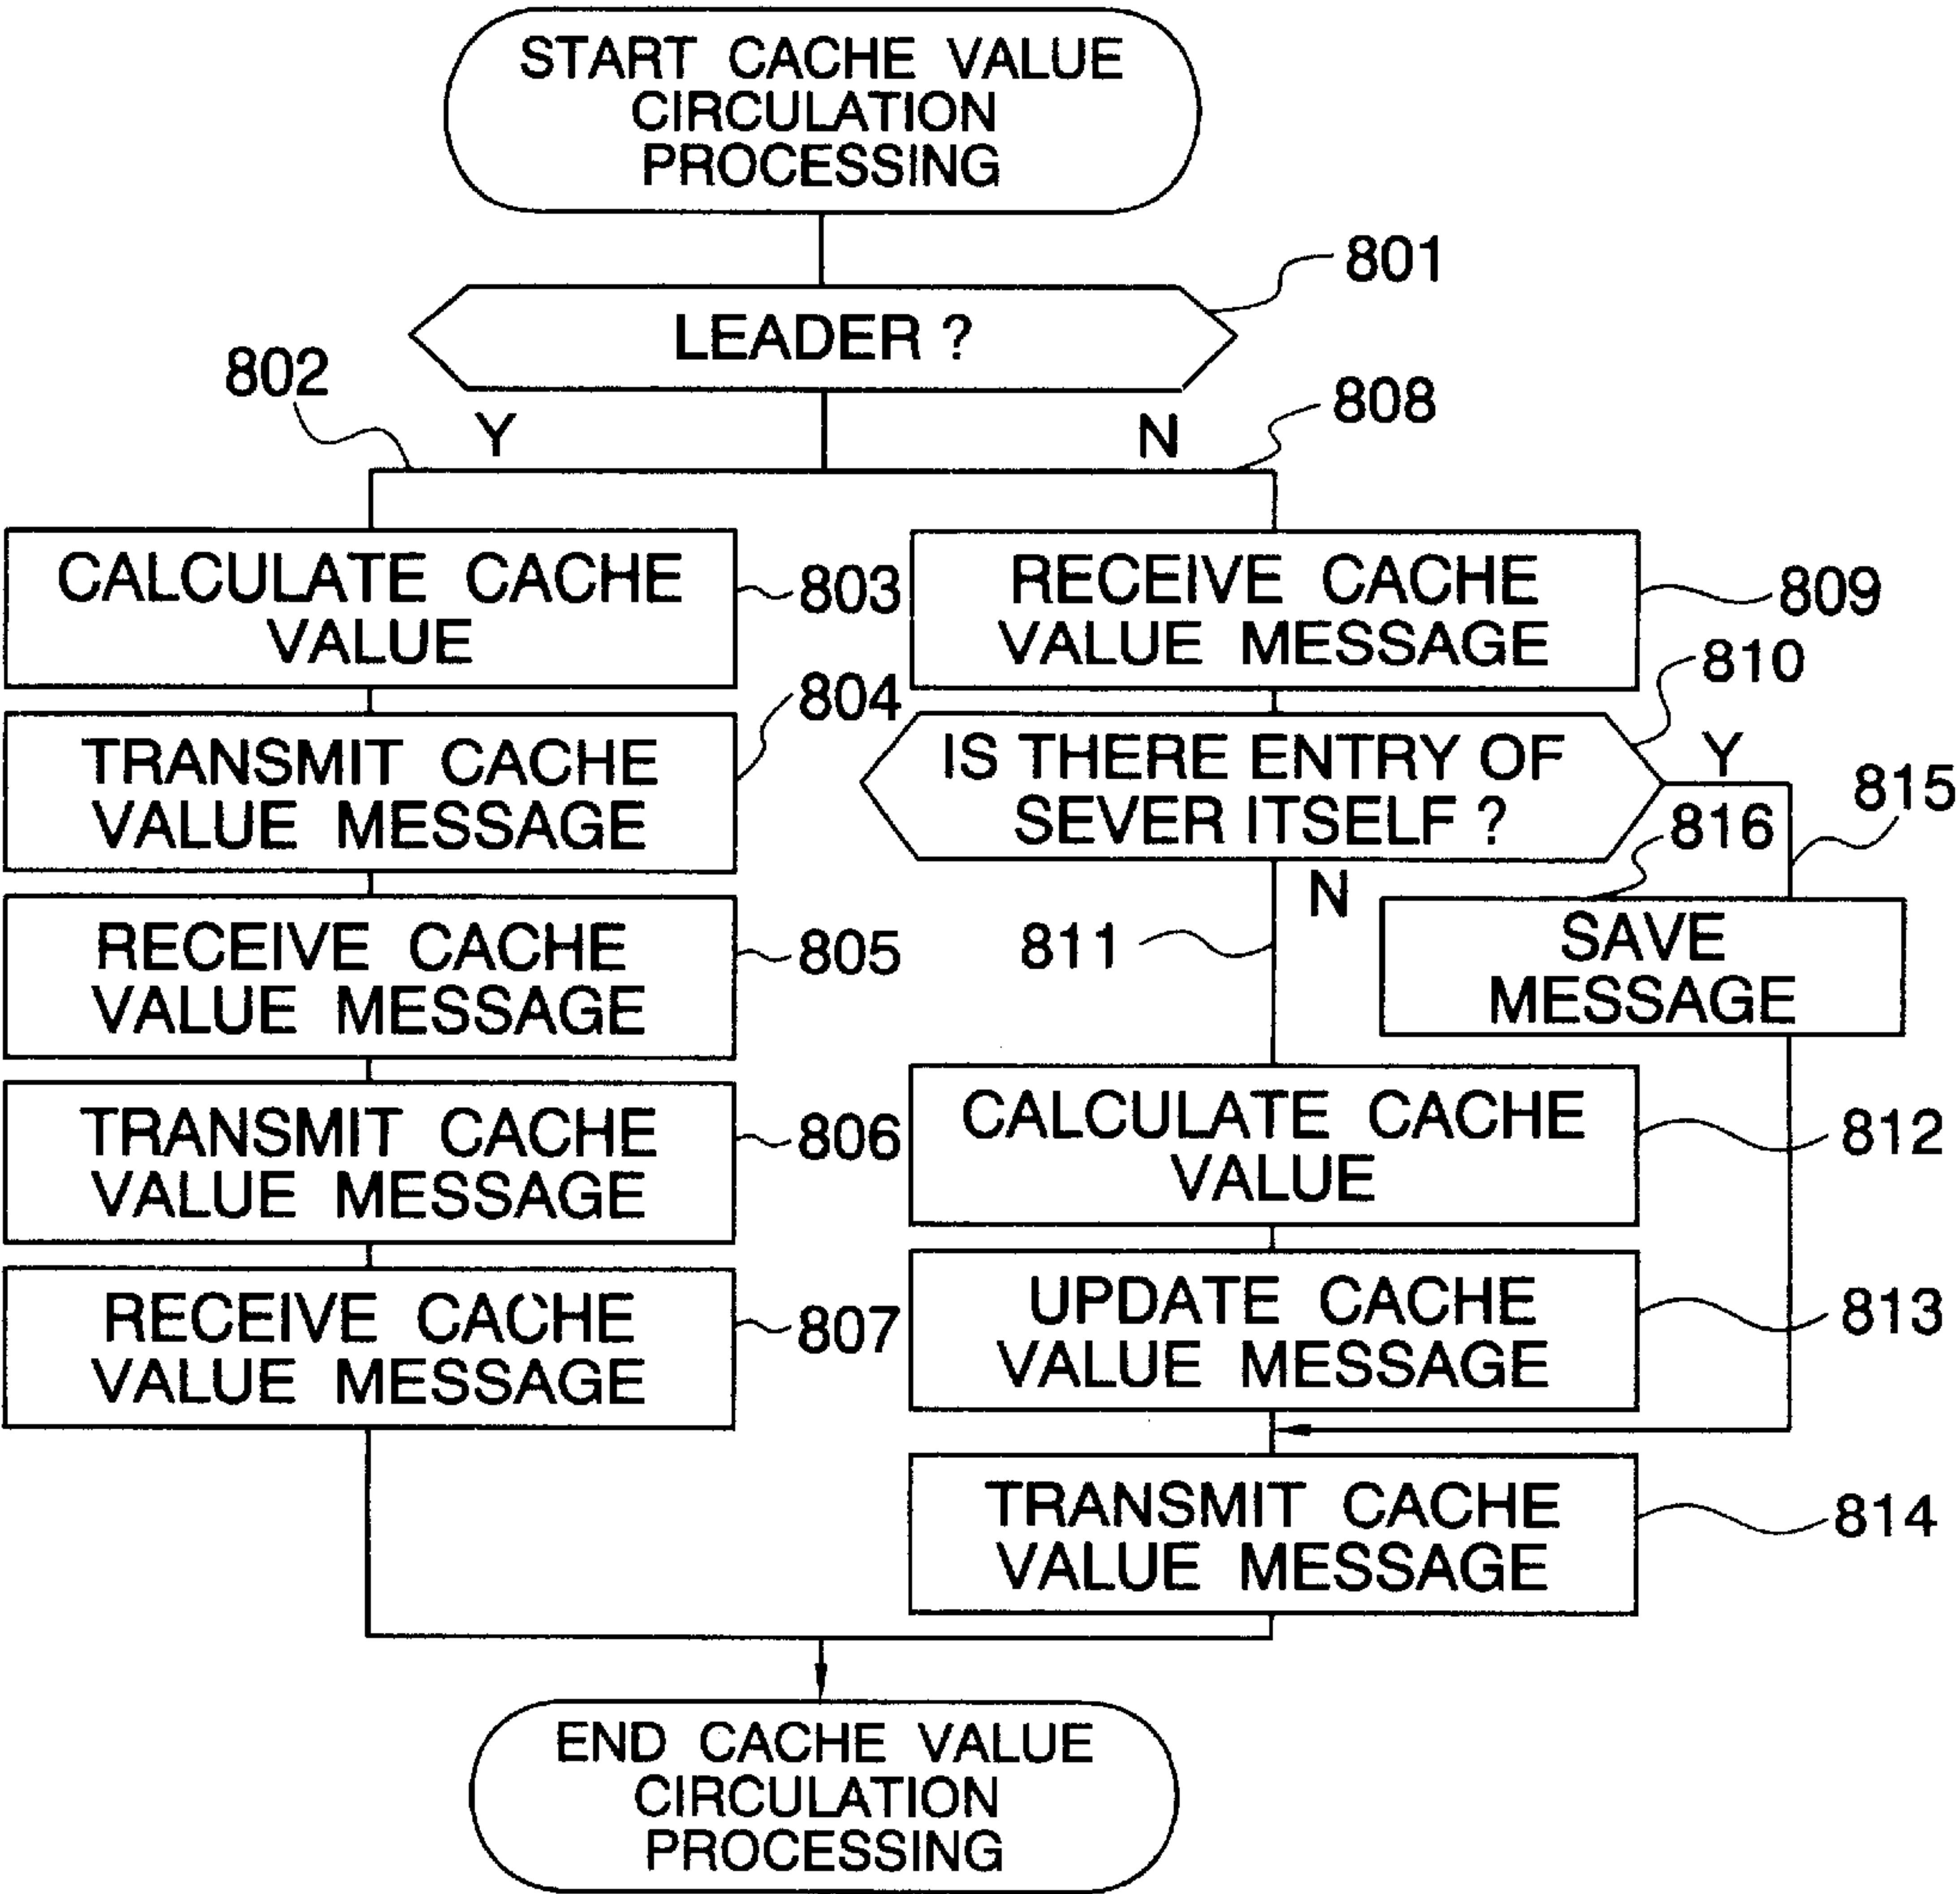 START CACHE VALUE
CIRCULATION
PROCESSING
801
LEADER ?
802
Y
N
808
CALCULATE CACHE
VALUE
803
TRANSMIT CACHE
VALUE MESSAGE
804
RECEIVE CACHE
VALUE MESSAGE
805
TRANSMIT CACHE
VALUE MESSAGE
806
RECEIVE CACHE
VALUE MESSAGE
807
RECEIVE CACHE
VALUE MESSAGE
809
810
IS THERE ENTRY OF
SEVER ITSELF ?
Y
815
816
N
811
SAVE
MESSAGE
CALCULATE CACHE
VALUE
812
UPDATE CACHE
VALUE MESSAGE
813
TRANSMIT CACHE
VALUE MESSAGE
814
END CACHE VALUE
CIRCULATION
PROCESSING